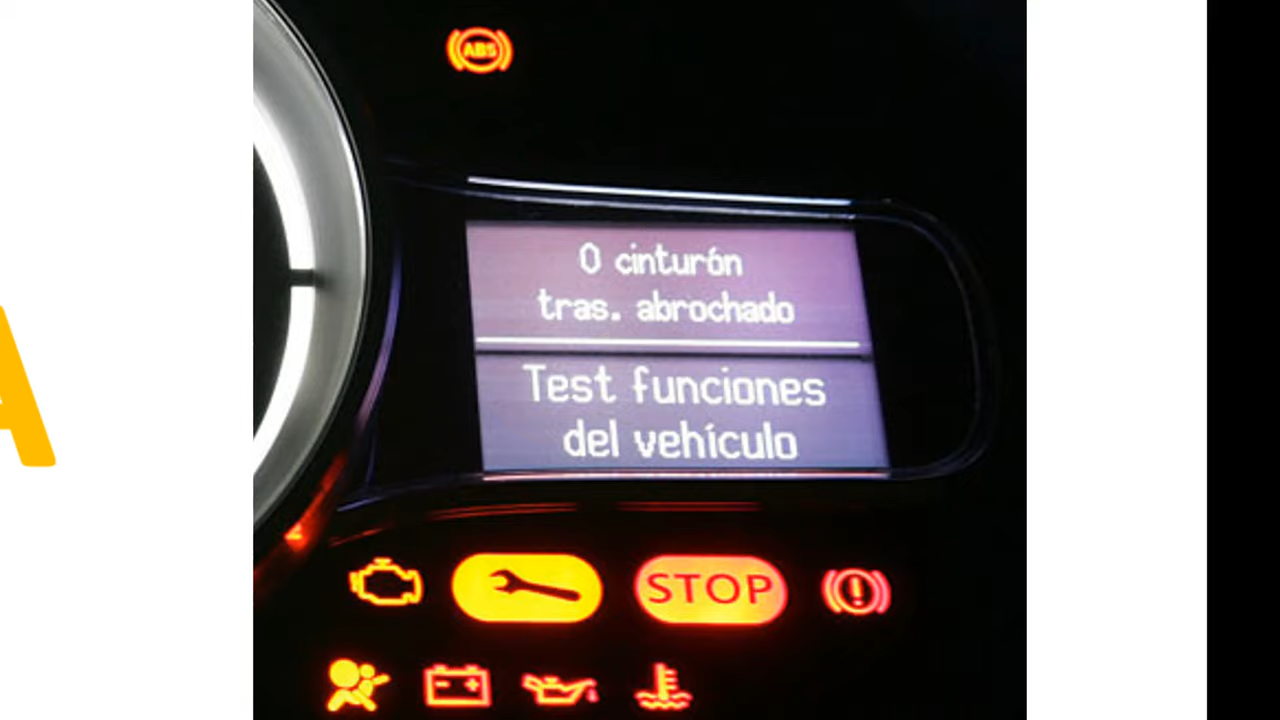 A
ABS
0 cinturón
tras. abrochado
Test funciones
del vehículo
STOP